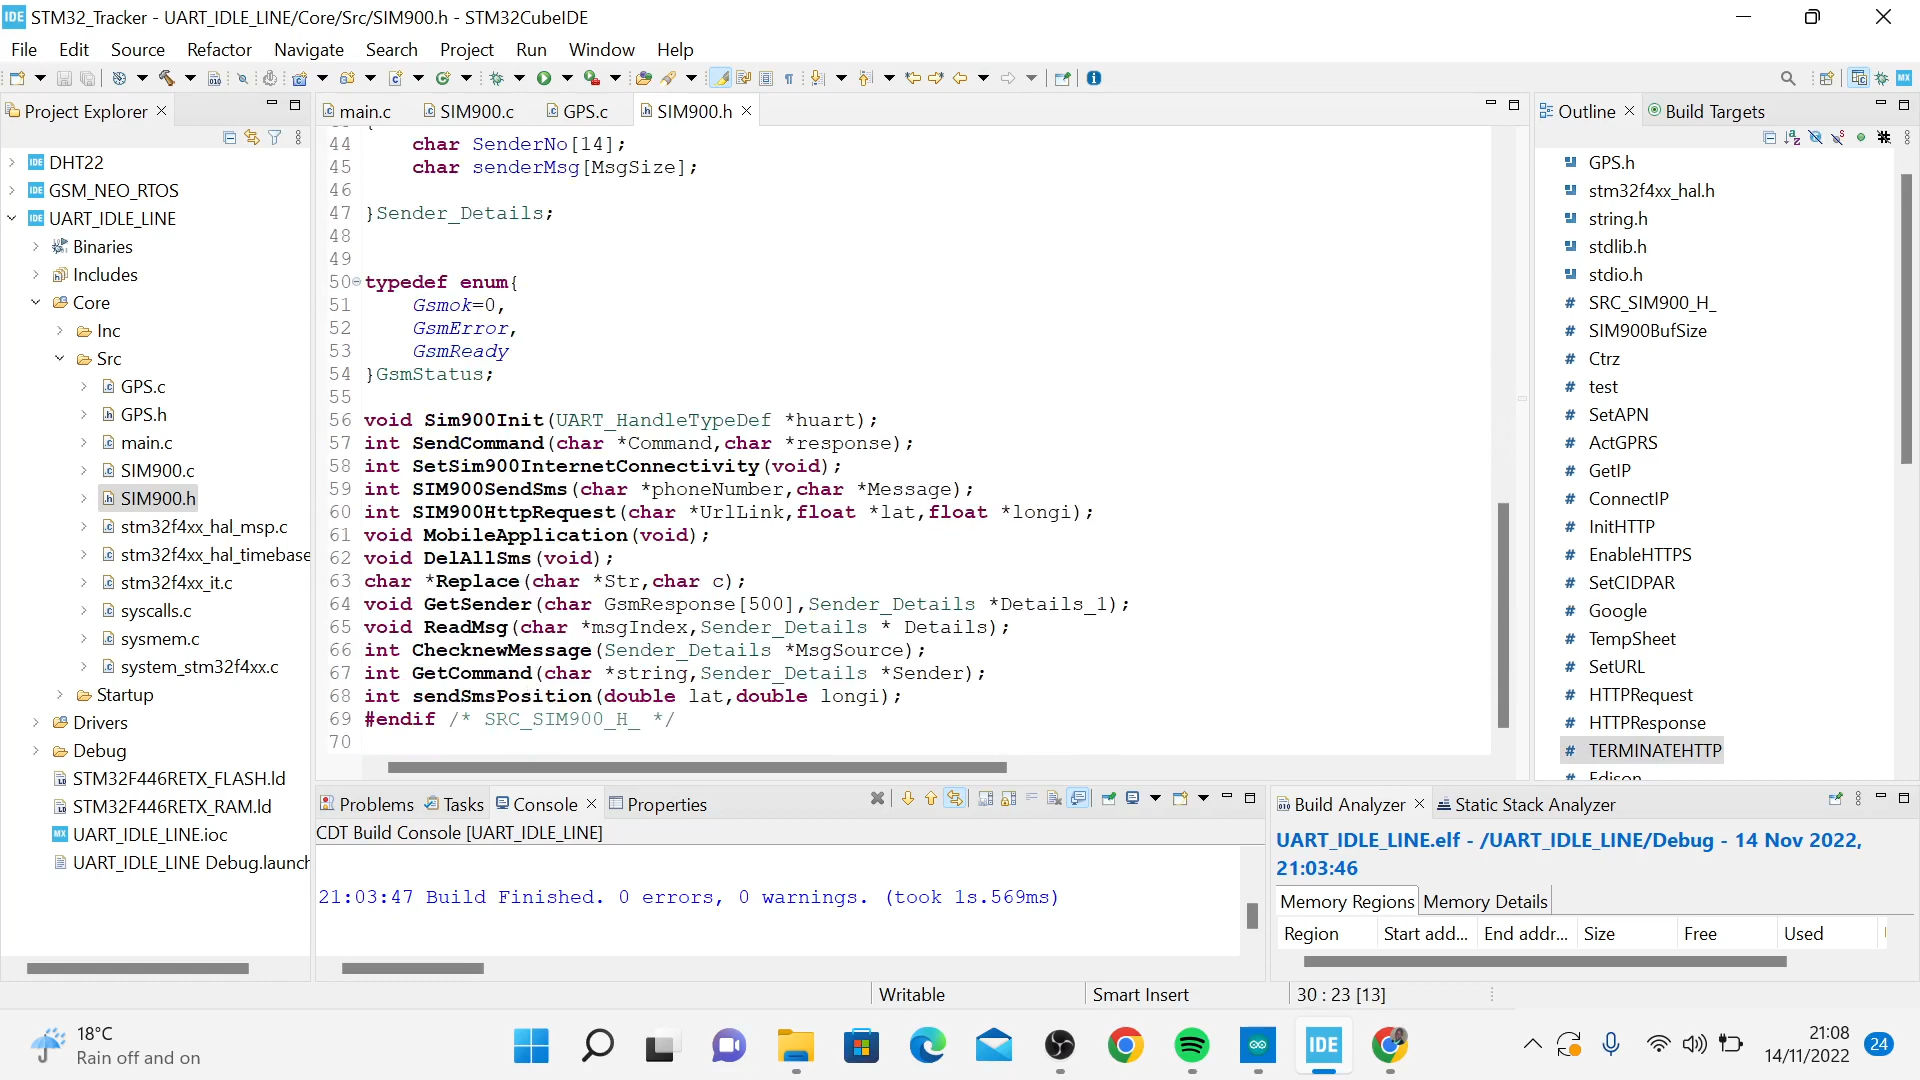 IDE STM32_Tracker - UART_IDLE_LINE/Core/Src/SIM900.h - STM32CubeIDE
File Edit Source Refactor Navigate Search Project Run Window Help
Project Explorer
DHT22
GSM_NEO_RTOS
UART_IDLE_LINE
Binaries
Includes
Core
Inc
Src
GPS.c
GPS.h
main.c
SIM900.c
SIM900.h
stm32f4xx_hal_msp.c
stm32f4xx_hal_timebase
stm32f4xx_it.c
syscalls.c
sysmem.c
system_stm32f4xx.c
Startup
Drivers
Debug
STM32F446RETX_FLASH.ld
STM32F446RETX_RAM.ld
UART_IDLE_LINE.ioc
UART_IDLE_LINE Debug.launch
main.c SIM900.c GPS.c SIM900.h
44 char SenderNo[14];
45 char senderMsg[MsgSize];
46
47 }Sender_Details;
48
49
50 typedef enum{
51 Gsmok=0,
52 GsmError,
53 GsmReady
54 }GsmStatus;
55
56 void Sim900Init(UART_HandleTypeDef *huart);
57 int SendCommand(char *Command,char *response);
58 int SetSim900InternetConnectivity(void);
59 int SIM900SendSms(char *phoneNumber,char *Message);
60 int SIM900HttpRequest(char *UrlLink,float *lat,float *longi);
61 void MobileApplication(void);
62 void DelAllSms(void);
63 char *Replace(char *Str,char c);
64 void GetSender(char GsmResponse[500],Sender_Details *Details_1);
65 void ReadMsg(char *msgIndex,Sender_Details * Details);
66 int ChecknewMessage(Sender_Details *MsgSource);
67 int GetCommand(char *string,Sender_Details *Sender);
68 int sendSmsPosition(double lat,double longi);
69 #endif /* SRC_SIM900_H_ */
70
Outline Build Targets
GPS.h
stm32f4xx_hal.h
string.h
stdlib.h
stdio.h
# SRC_SIM900_H_
# SIM900BufSize
# Ctrz
# test
# SetAPN
# ActGPRS
# GetIP
# ConnectIP
# InitHTTP
# EnableHTTPS
# SetCIDPAR
# Google
# TempSheet
# SetURL
# HTTPRequest
# HTTPResponse
# TERMINATEHTTP
# Edison
Problems Tasks Console Properties
CDT Build Console [UART_IDLE_LINE]
21:03:47 Build Finished. 0 errors, 0 warnings. (took 1s.569ms)
Build Analyzer Static Stack Analyzer
UART_IDLE_LINE.elf - /UART_IDLE_LINE/Debug - 14 Nov 2022,
21:03:46
Memory Regions Memory Details
Region Start add... End addr... Size Free Used
Writable Smart Insert 30 : 23 [13]
18°C
Rain off and on
IDE
21:08
14/11/2022
24